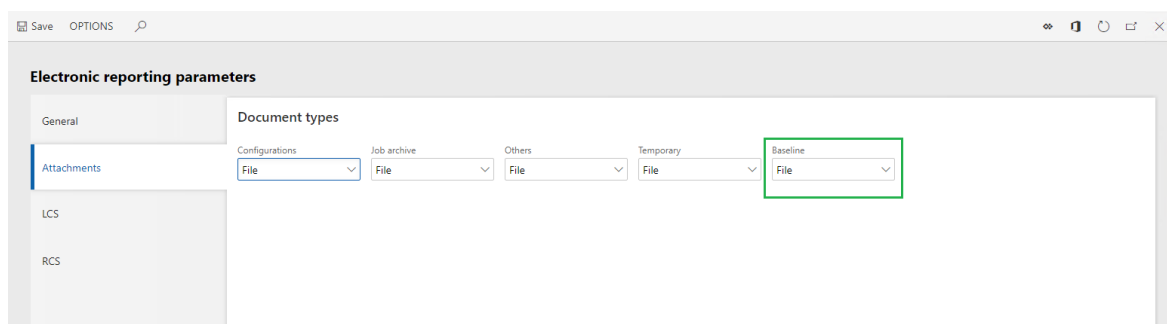 Save OPTIONS
Electronic reporting parameters
General
Attachments
LCS
RCS
Document types
Configurations Job archive Others Temporary Baseline
File File File File File